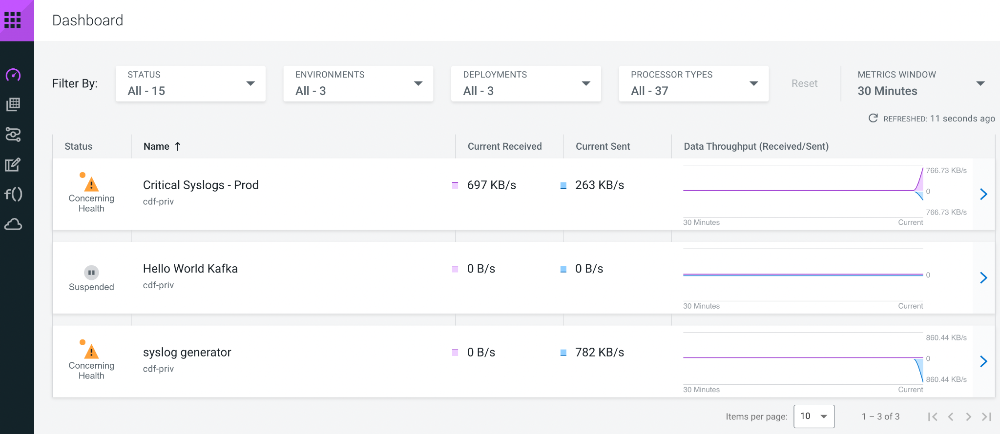 Dashboard
Filter By:
STATUS
All - 15
ENVIRONMENTS
All - 3
DEPLOYMENTS
All - 3
PROCESSOR TYPES
All - 37
Reset
METRICS WINDOW
30 Minutes
REFRESHED: 11 seconds ago
Status
Name
Current Received
Current Sent
Data Throughput (Received/Sent)
Concerning
Health
Critical Syslogs - Prod
cdf-priv
697 KB/s
263 KB/s
766.73 KB/s
0
766.73 KB/s
30 Minutes
Current
Suspended
Hello World Kafka
cdf-priv
0 B/s
0 B/s
0
30 Minutes
Current
Concerning
Health
syslog generator
cdf-priv
0 B/s
782 KB/s
860.44 KB/s
0
860.44 KB/s
30 Minutes
Current
f()
Items per page:
10
1 – 3 of 3